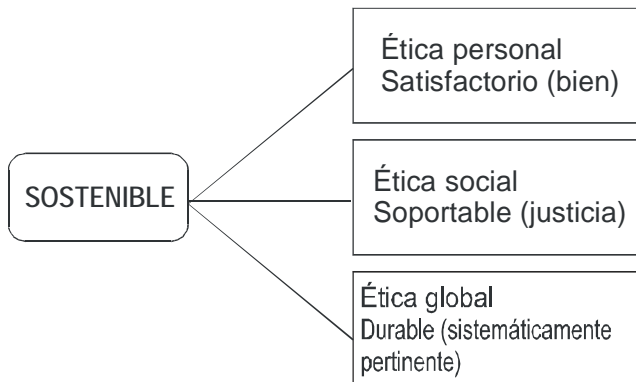 Ética personal
Satisfactorio (bien)
SOSTENIBLE
Ética social
Soportable (justicia)
Ética global
Durable (sistemáticamente
pertinente)